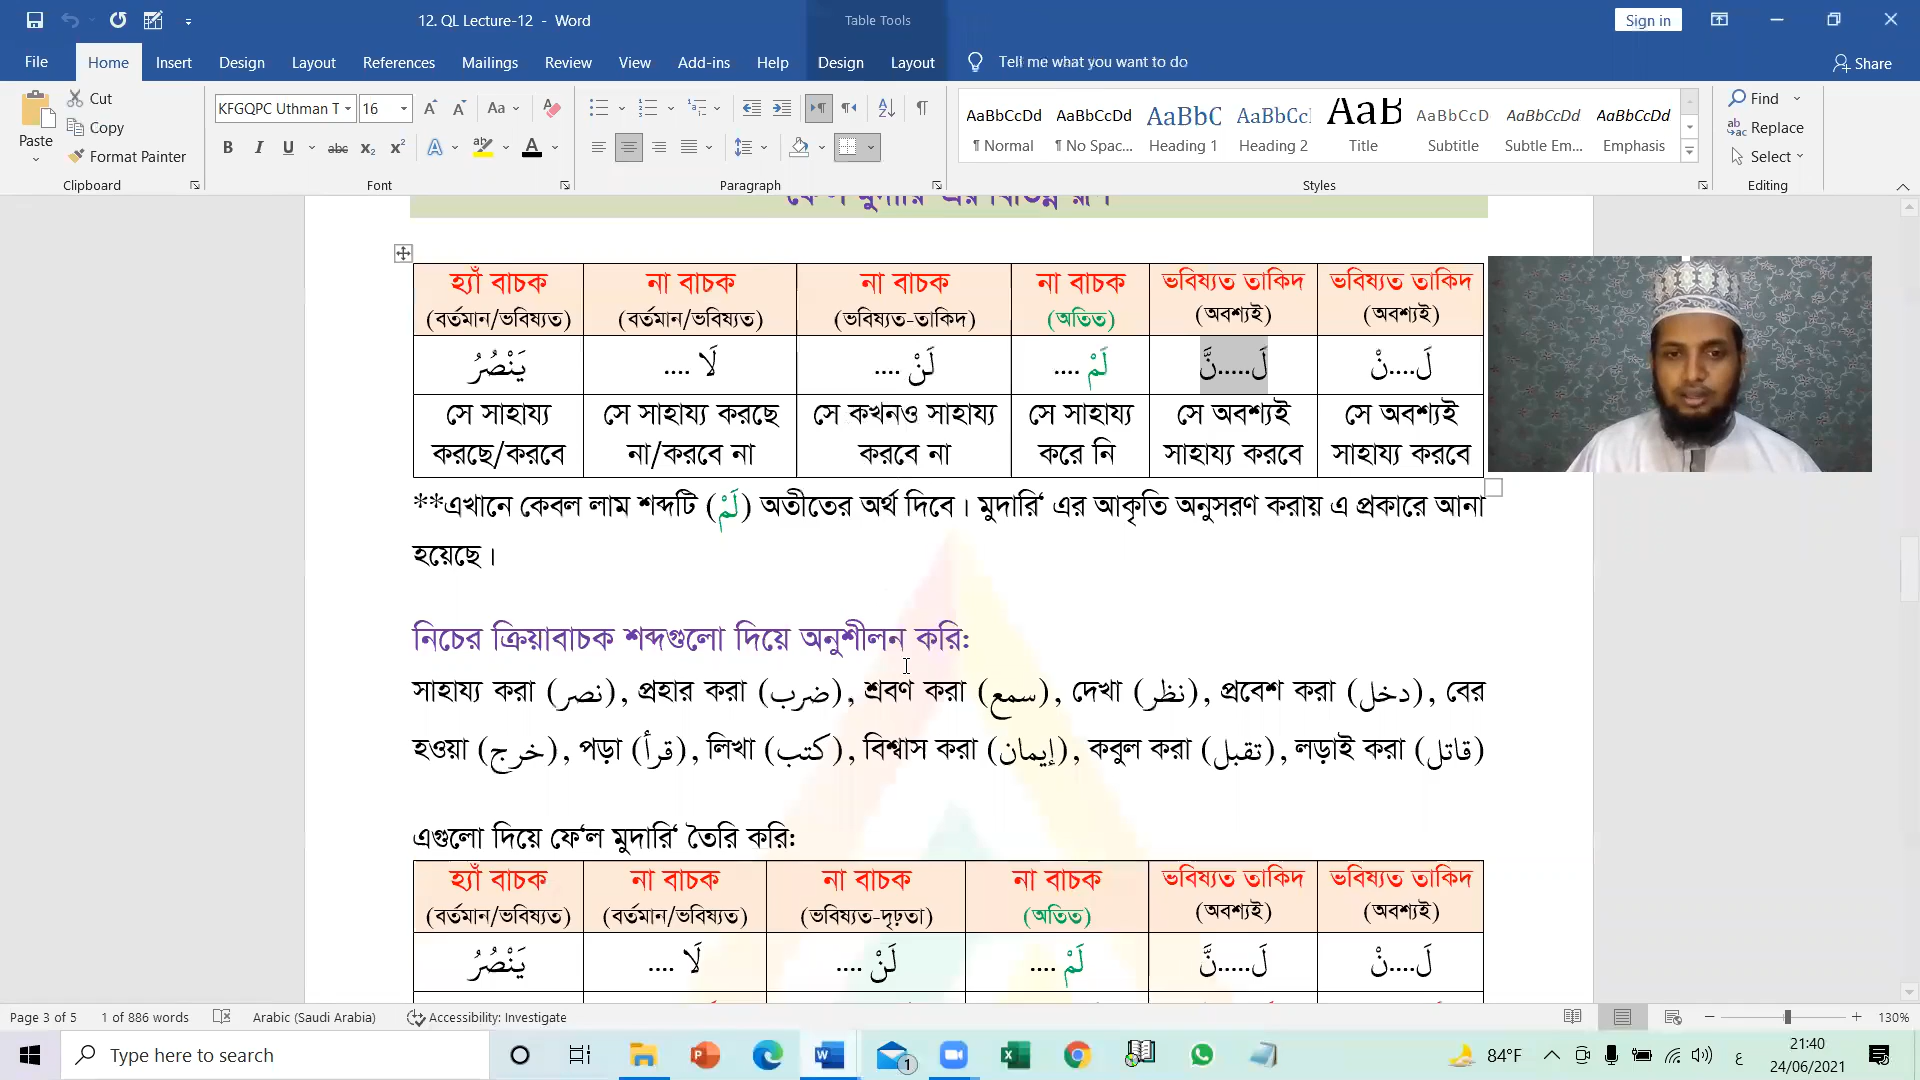 12. QL Lecture-12 - Word
Table Tools
Sign in
File Home Insert Design Layout References Mailings Review View Add-ins Help Design Layout Tell me what you want to do Share
Paste
Cut
Copy
Format Painter
Clipboard
KFGQPC Uthman T 16
Font
Paragraph
AaBbCcDd AaBbCcDd AaBbC AaBbCcI AaB AaBbCcD AaBbCcDd AaBbCcDd
¶ Normal ¶ No Spac... Heading 1 Heading 2 Title Subtitle Subtle Em... Emphasis
Styles
Find
Replace
Select
Editing
হ্যাঁ বাচক না বাচক না বাচক না বাচক ভবিষ্যত তাকিদ ভবিষ্যত তাকিদ
(বর্তমান/ভবিষ্যত) (বর্তমান/ভবিষ্যত) (ভবিষ্যত-তাকিদ) (অতিত) (অবশ্যই) (অবশ্যই)
يَنْصُرُ لَا .... لَنْ .... لَمْ .... لَ.....نَّ لَ....نْ
সে সাহায্য সে সাহায্য করছে সে কখনও সাহায্য সে সাহায্য সে অবশ্যই সে অবশ্যই
করছে/করবে না/করবে না করবে না করে নি সাহায্য করবে সাহায্য করবে
**এখানে কেবল লাম শব্দটি (لَمْ) অতীতের অর্থ দিবে। মুদারি‘ এর আকৃতি অনুসরণ করায় এ প্রকারে আনা
হয়েছে।
নিচের ক্রিয়াবাচক শব্দগুলো দিয়ে অনুশীলন করি:
সাহায্য করা (نصر), প্রহার করা (ضرب), শ্রবণ করা (سمع), দেখা (نظر), প্রবেশ করা (دخل), বের
হওয়া (خرج), পড়া (قرأ), লিখা (كتب), বিশ্বাস করা (إيمان), কবুল করা (تقبل), লড়াই করা (قاتل)
এগুলো দিয়ে ফে‘ল মুদারি‘ তৈরি করি:
হ্যাঁ বাচক না বাচক না বাচক না বাচক ভবিষ্যত তাকিদ ভবিষ্যত তাকিদ
(বর্তমান/ভবিষ্যত) (বর্তমান/ভবিষ্যত) (ভবিষ্যত-দৃঢ়তা) (অতিত) (অবশ্যই) (অবশ্যই)
يَنْصُرُ لَا .... لَنْ .... لَمْ .... لَ.....نَّ لَ....نْ
Page 3 of 5 1 of 886 words Arabic (Saudi Arabia) Accessibility: Investigate 130%
Type here to search
1
84°F
ع
21:40
24/06/2021